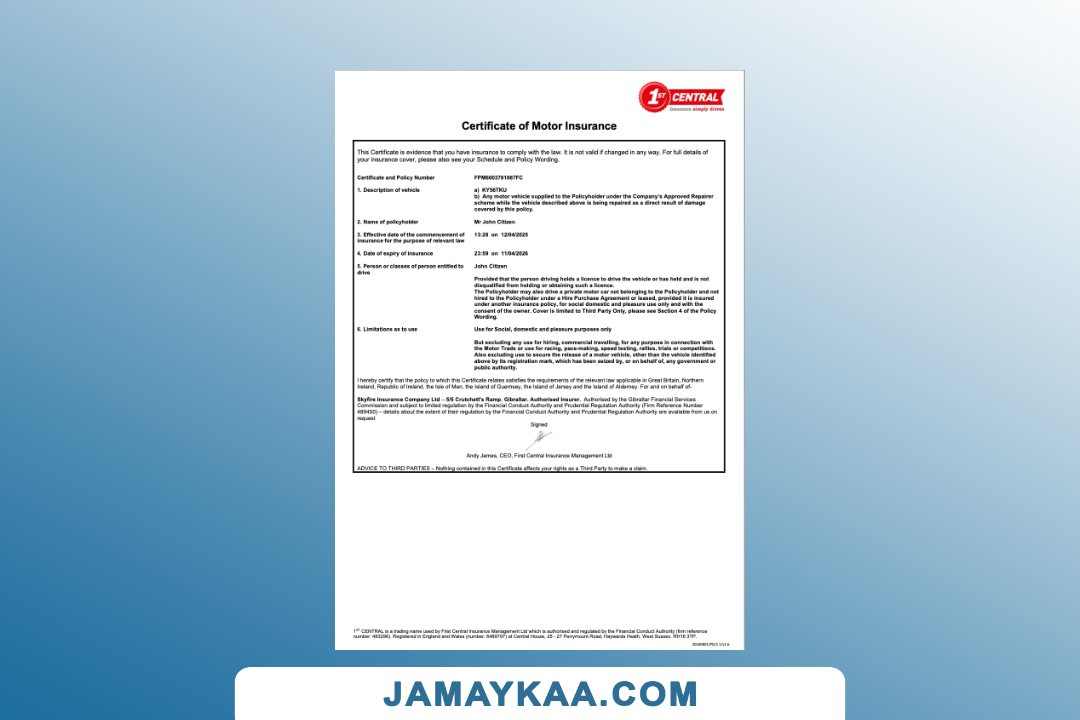 1ST CENTRAL
Insurance simply driven
Certificate of Motor Insurance
This Certificate is evidence that you have insurance to comply with the law. It is not valid if changed in any way. For full details of
your insurance cover, please also see your Schedule and Policy Wording.
Certificate and Policy Number FPM6003781887FC
1. Description of vehicle a) KY56TKU
b) Any motor vehicle supplied to the Policyholder under the Company's Approved Repairer
scheme while the vehicle described above is being repaired as a direct result of damage
covered by this policy.
2. Name of policyholder Mr John Citizen
3. Effective date of the commencement of 13:28 on 12/04/2025
insurance for the purpose of relevant law
4. Date of expiry of insurance 23:59 on 11/04/2026
5. Person or classes of person entitled to John Citizen
drive
Provided that the person driving holds a licence to drive the vehicle or has held and is not
disqualified from holding or obtaining such a licence.
The Policyholder may also drive a private motor car not belonging to the Policyholder and not
hired to the Policyholder under a Hire Purchase Agreement or leased, provided it is insured
under another insurance policy, for social domestic and pleasure use only and with the
consent of the owner. Cover is limited to Third Party Only, please see Section 4 of the Policy
Wording.
6. Limitations as to use Use for Social, domestic and pleasure purposes only
But excluding any use for hiring, commercial travelling, for any purpose in connection with
the Motor Trade or use for racing, pace-making, speed testing, rallies, trials or competitions.
Also excluding use to secure the release of a motor vehicle, other than the vehicle identified
above by its registration mark, which has been seized by, or on behalf of, any government or
public authority.
I hereby certify that the policy to which this Certificate relates satisfies the requirements of the relevant law applicable in Great Britain, Northern
Ireland, Republic of Ireland, the Isle of Man, the Island of Guernsey, the Island of Jersey and the Island of Alderney. For and on behalf of-
Skyfire Insurance Company Ltd – 5/5 Crutchett's Ramp, Gibraltar. Authorised Insurer. Authorised by the Gibraltar Financial Services
Commission and subject to limited regulation by the Financial Conduct Authority and Prudential Regulation Authority (Firm Reference Number
– details about the extent of their regulation by the Financial Conduct Authority and Prudential Regulation Authority are available from us on
request
Signed
Andy James, CEO, First Central Insurance Management Ltd
ADVICE TO THIRD PARTIES – Nothing contained in this Certificate affects your rights as a Third Party to make a claim.
1ST CENTRAL is a trading name used by First Central Insurance Management Ltd which is authorised and regulated by the Financial Conduct Authority (firm reference
number: 483296). Registered in England and Wales (number: 6489797) at Central House, 25 - 27 Perrymount Road, Haywards Heath, West Sussex. RH16 3TP.
JAMAYKAA.COM